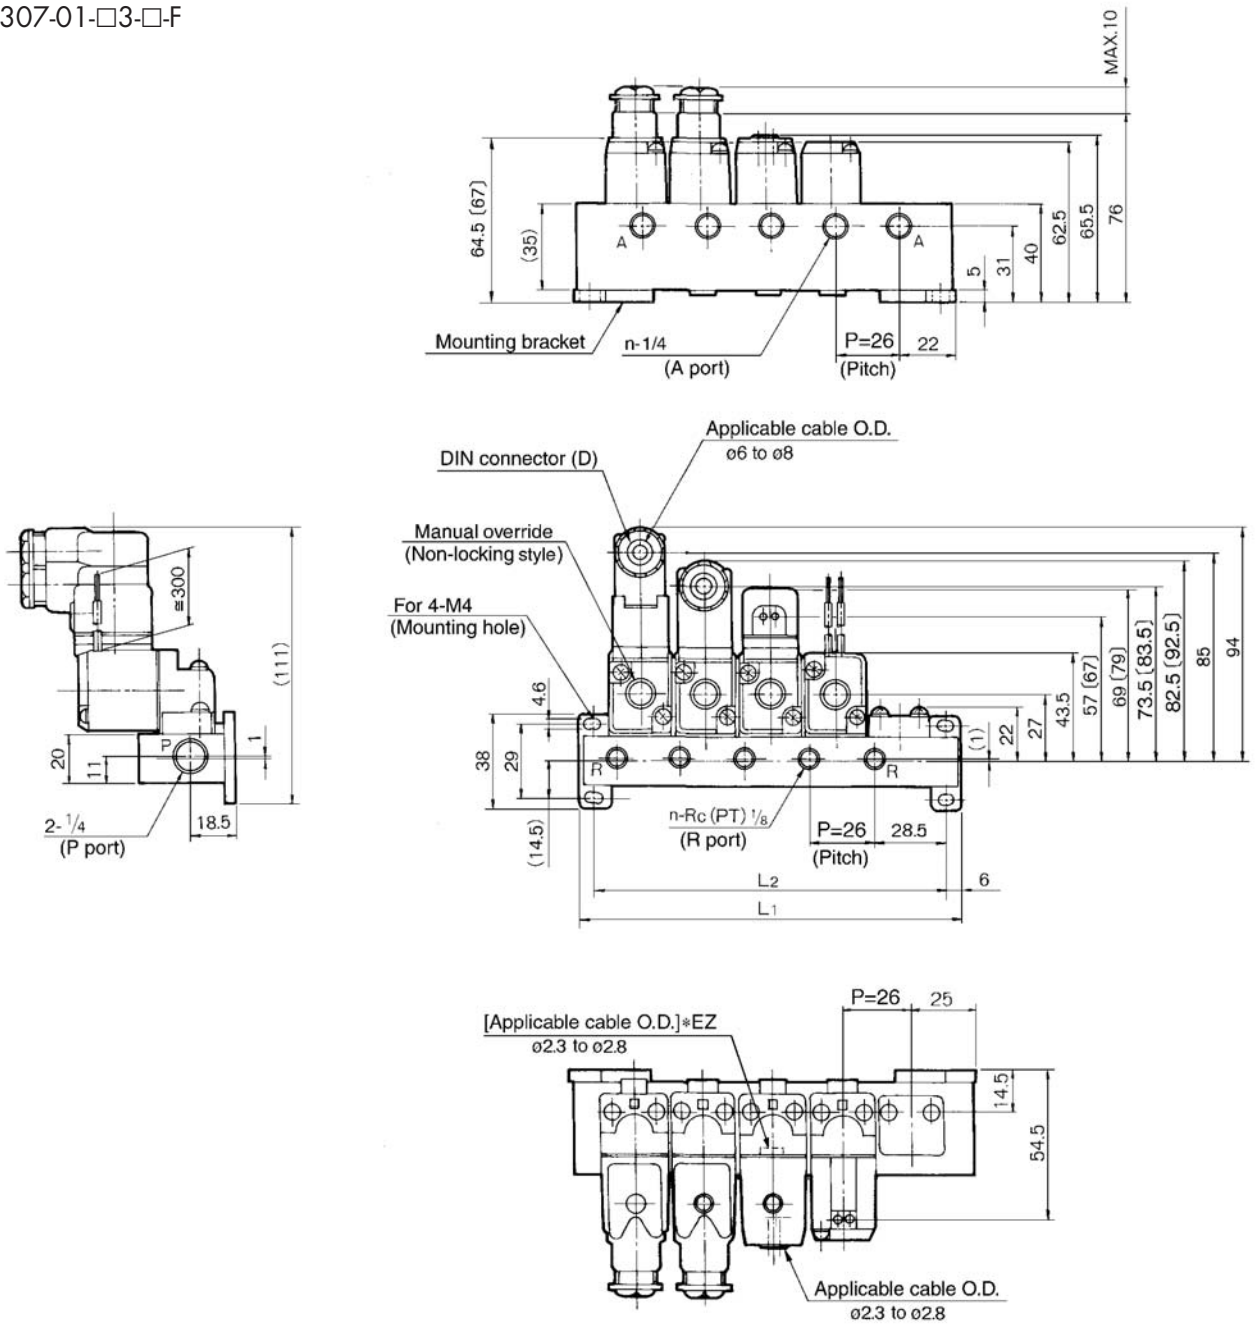 307-01-□3-□-F
MAX.10
64.5 (67)
(35)
A
A
5
31
40
62.5
65.5
76
Mounting bracket
n-1/4
(A port)
P=26
(Pitch)
22
Applicable cable O.D.
ø6 to ø8
DIN connector (D)
Manual override
(Non-locking style)
For 4-M4
(Mounting hole)
≅300
(111)
P
20
11
1
2-1/4
(P port)
18.5
4.6
38
29
(14.5)
R
R
n-Rc (PT) 1/8
(R port)
P=26
(Pitch)
28.5
(1)
22
27
43.5
57 (67)
69 (79)
73.5 (83.5)
82.5 (92.5)
85
94
L2
6
L1
P=26
25
[Applicable cable O.D.]*EZ
ø2.3 to ø2.8
14.5
54.5
Applicable cable O.D.
ø2.3 to ø2.8